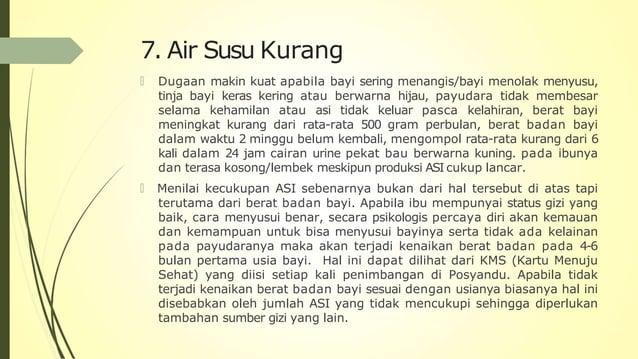 7. Air Susu Kurang
Dugaan makin kuat apabila bayi sering menangis/bayi menolak menyusu,
tinja bayi keras kering atau berwarna hijau, payudara tidak membesar
selama kehamilan atau asi tidak keluar pasca kelahiran, berat bayi
meningkat kurang dari rata-rata 500 gram perbulan, berat badan bayi
dalam waktu 2 minggu belum kembali, mengompol rata-rata kurang dari 6
kali dalam 24 jam cairan urine pekat bau berwarna kuning. pada ibunya
dan terasa kosong/lembek meskipun produksi ASI cukup lancar.
Menilai kecukupan ASI sebenarnya bukan dari hal tersebut di atas tapi
terutama dari berat badan bayi. Apabila ibu mempunyai status gizi yang
baik, cara menyusui benar, secara psikologis percaya diri akan kemauan
dan kemampuan untuk bisa menyusui bayinya serta tidak ada kelainan
pada payudaranya maka akan terjadi kenaikan berat badan pada 4-6
bulan pertama usia bayi. Hal ini dapat dilihat dari KMS (Kartu Menuju
Sehat) yang diisi setiap kali penimbangan di Posyandu. Apabila tidak
terjadi kenaikan berat badan bayi sesuai dengan usianya biasanya hal ini
disebabkan oleh jumlah ASI yang tidak mencukupi sehingga diperlukan
tambahan sumber gizi yang lain.